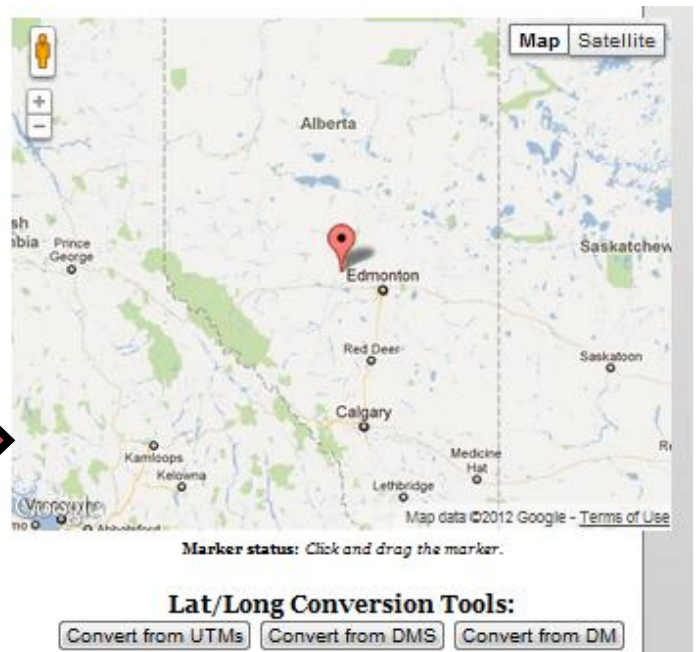 Map Satellite
Alberta
sh
bia
Prince
George
Saskatchew
Edmonton
Red Deer
Saskatoon
Calgary
Kamloops
Medicine
Hat
Kelowna
Lethbridge
Map data ©2012 Google - Terms of Use
Marker status: Click and drag the marker.
Lat/Long Conversion Tools:
Convert from UTMs Convert from DMS Convert from DM